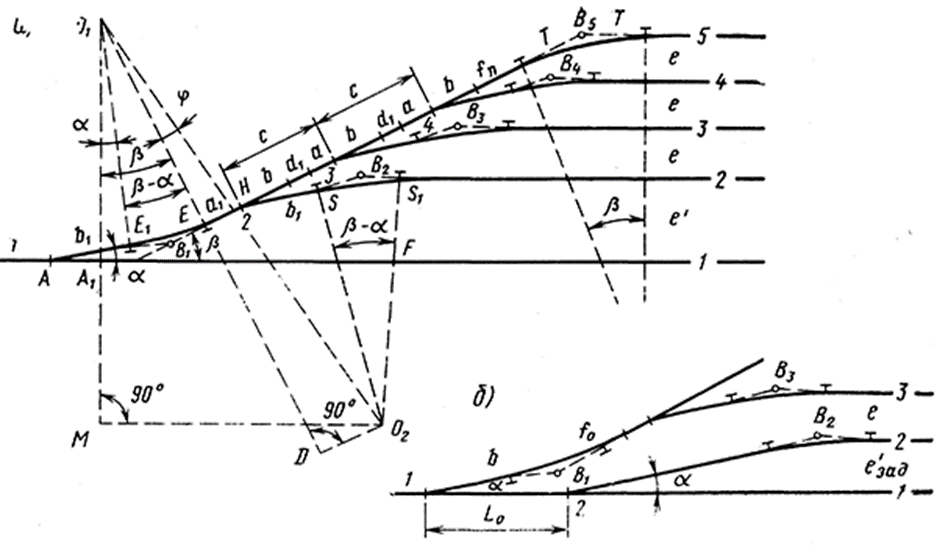 O₁
B₅
T
T
5
e
B₄
b
fп
4
φ
c
c
a
d₁
B₃
e
α
b
4
3
β
a
e
β-α
H
b
d₁
3
B₂
2
E
a₁
2
b₁
S
S₁
E₁
β-α
β
e'
1
b₁
B₁
β
F
A
A₁
α
1
90°
90°
б)
M
O₂
D
B₃
3
fо
B₂
e
2
b
e'зад
1
α
B₁
α
1
2
Lо